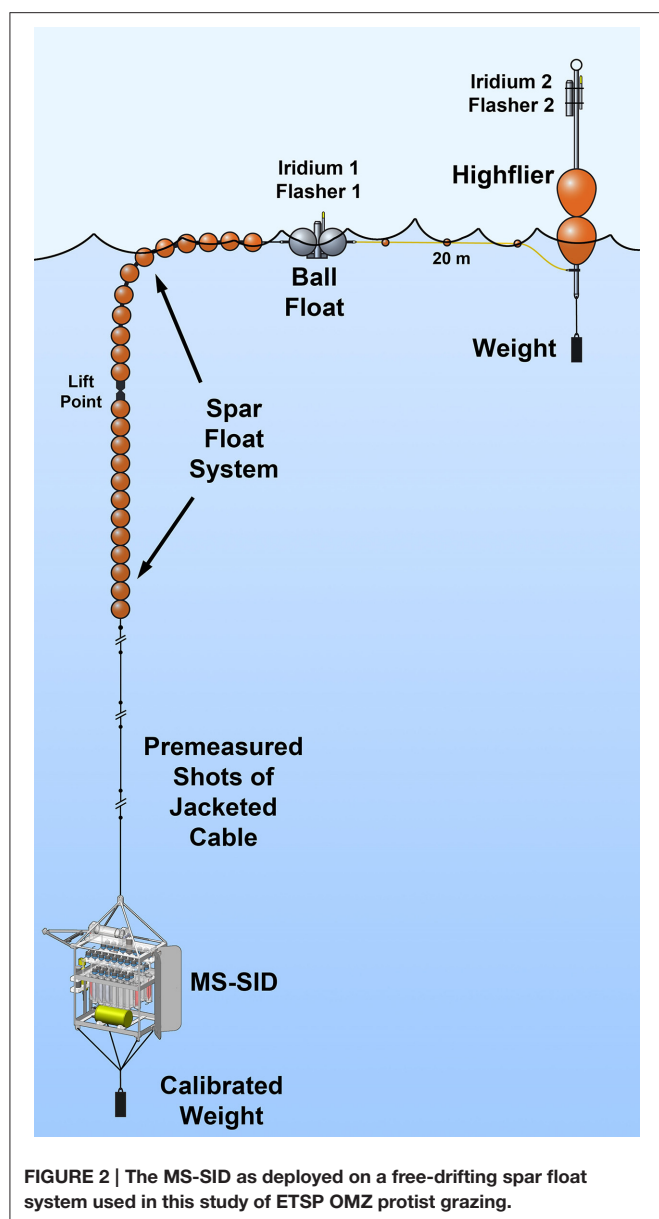 Iridium 2
Flasher 2
Highflier
Iridium 1
Flasher 1
20 m
Ball
Float
Weight
Lift
Point
Spar
Float
System
Premeasured
Shots of
Jacketed
Cable
MS-SID
Calibrated
Weight
FIGURE 2 | The MS-SID as deployed on a free-drifting spar float
system used in this study of ETSP OMZ protist grazing.